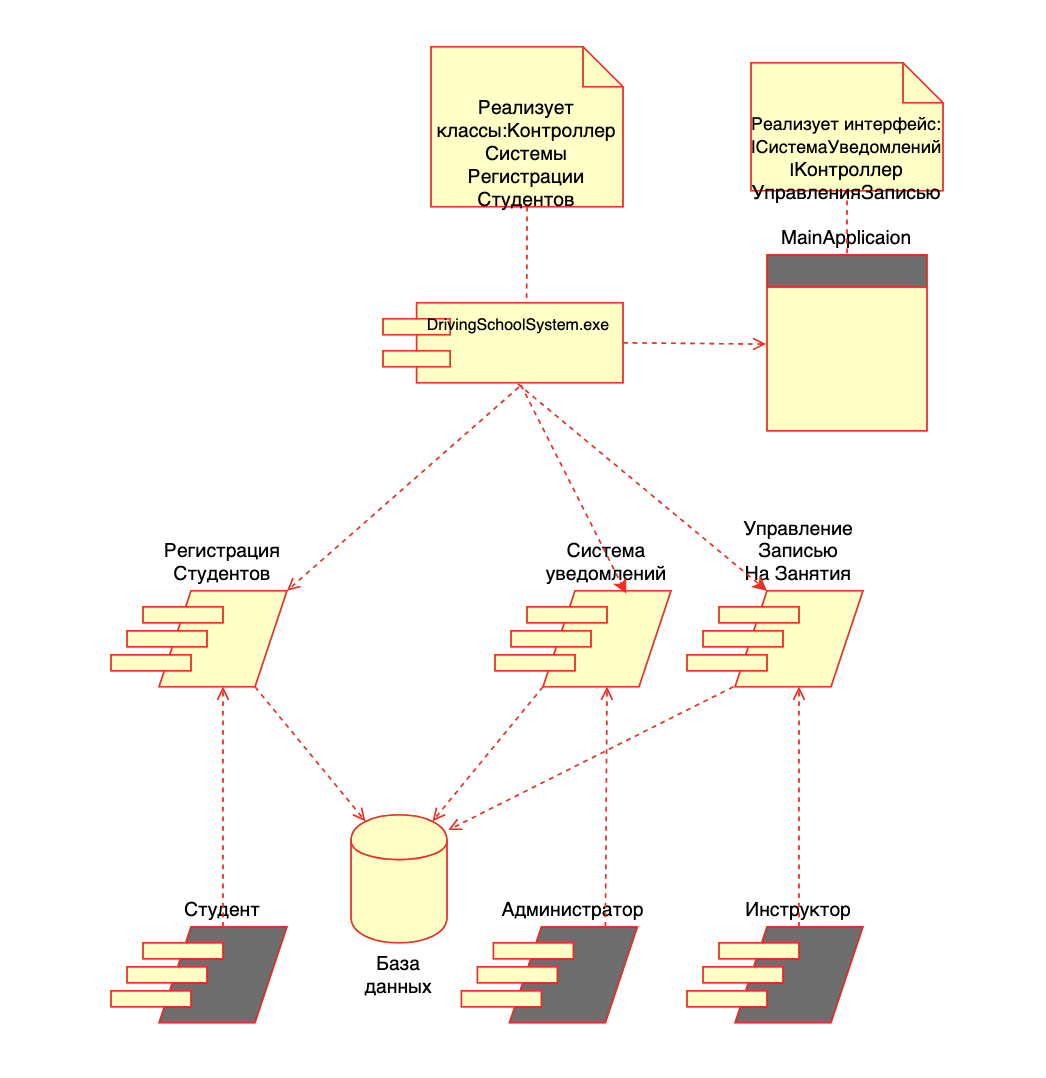 Реализует
классы:Контроллер
Системы
Регистрации
Студентов
Реализует интерфейс:
IСистемаУведомлений
IКонтроллер
УправленияЗаписью
MainApplicaion
DrivingSchoolSystem.exe
Регистрация
Студентов
Система
уведомлений
Управление
Записью
На Занятия
Студент
База
данных
Администратор
Инструктор